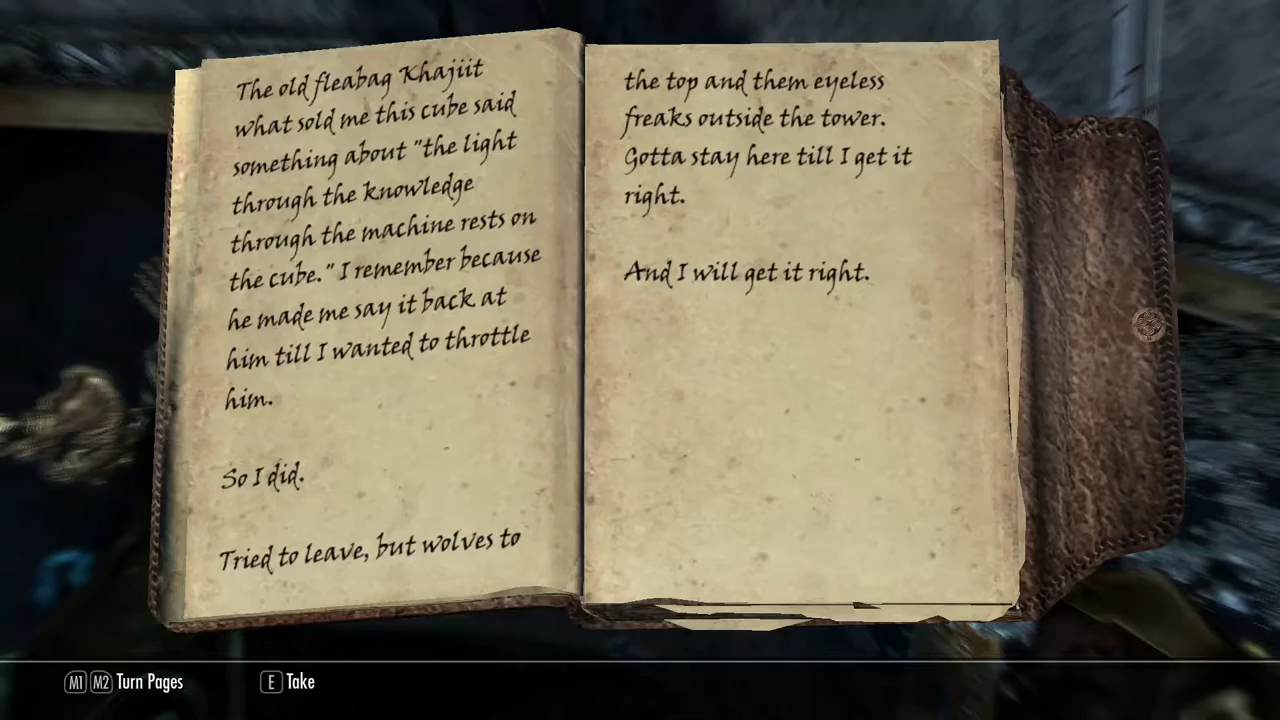 The old fleabag Khajiit
what sold me this cube said
something about "the light
through the knowledge
through the machine rests on
the cube." I remember because
he made me say it back at
him till I wanted to throttle
him.
So I did.
Tried to leave, but wolves to
the top and them eyeless
freaks outside the tower.
Gotta stay here till I get it
right.
And I will get it right.
M1 M2 Turn Pages
E Take